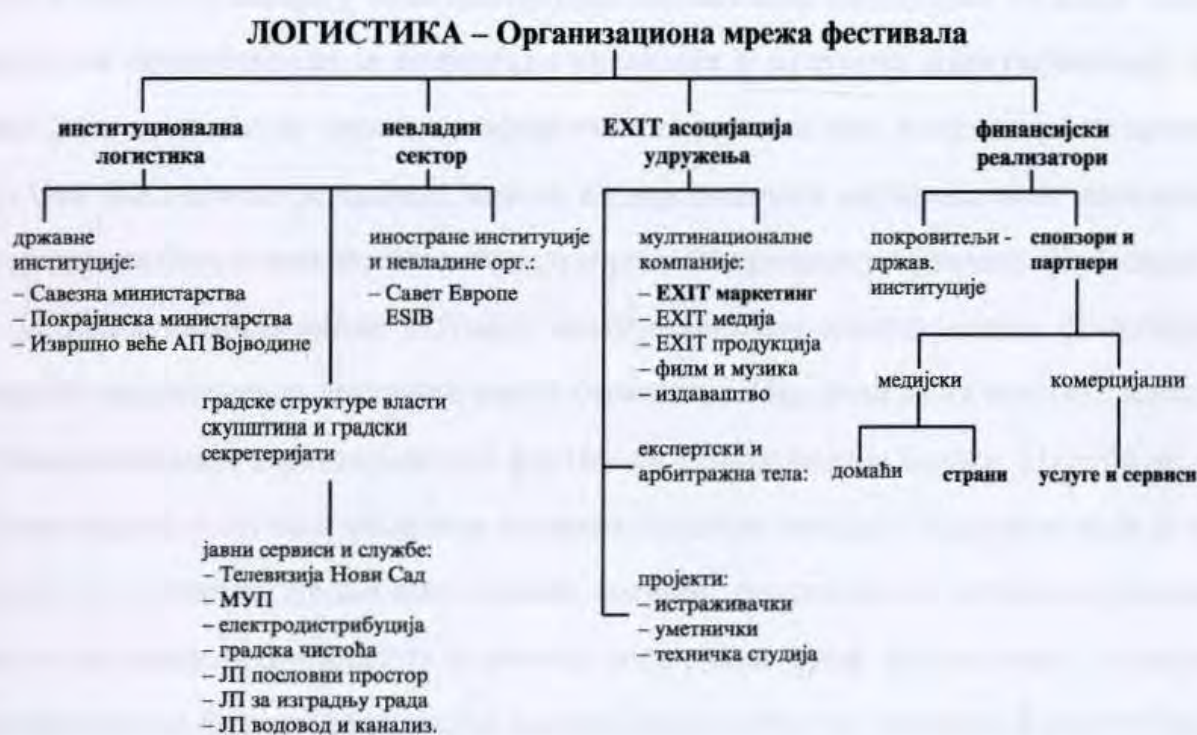 ЛОГИСТИКА – Организациона мрежа фестивала
институционална
логистика
невладин
сектор
EXIT асоцијација
удружења
финансијски
реализатори
државне
институције:
– Савезна министарства
– Покрајинска министарства
– Извршно веће АП Војводине
градске структуре власти
скупштина и градски
секретеријати
јавни сервиси и службе:
– Телевизија Нови Сад
– МУП
– електродистрибуција
– градска чистоћа
– ЈП пословни простор
– ЈП за изградњу града
– ЈП водовод и канализ.
иностране институције
и невладине орг.:
– Савет Европе
– ESIB
мултинационалне
компаније:
– EXIT маркетинг
– EXIT медија
– EXIT продукција
– филм и музика
– издаваштво
експертски и
арбитражна тела:
пројекти:
– истраживачки
– уметнички
– техничка студија
покровитељи -
државне
институције
спонзори и
партнери
медијски
комерцијални
домаћи
страни
услуге и сервиси